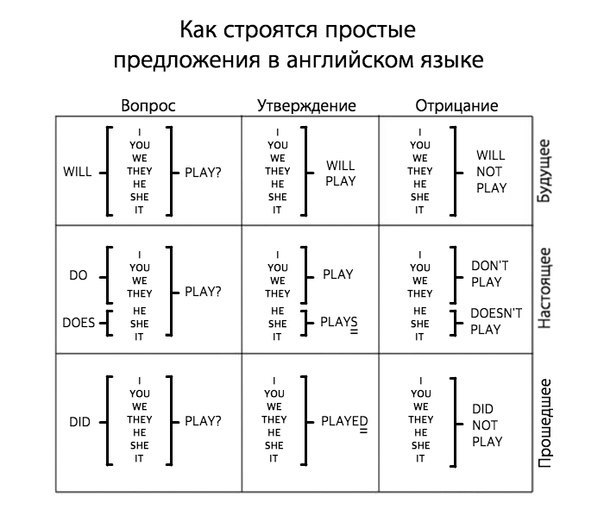 Как строятся простые
предложения в английском языке
Вопрос
Утверждение
Отрицание
WILL
I
YOU
WE
THEY
HE
SHE
IT
PLAY?
I
YOU
WE
THEY
HE
SHE
IT
WILL
PLAY
I
YOU
WE
THEY
HE
SHE
IT
WILL
NOT
PLAY
Будущее
DO
DOES
I
YOU
WE
THEY
HE
SHE
IT
PLAY?
I
YOU
WE
THEY
PLAY
HE
SHE
IT
PLAYS
I
YOU
WE
THEY
DON'T
PLAY
HE
SHE
IT
DOESN'T
PLAY
Настоящее
DID
I
YOU
WE
THEY
HE
SHE
IT
PLAY?
I
YOU
WE
THEY
HE
SHE
IT
PLAYED
I
YOU
WE
THEY
HE
SHE
IT
DID
NOT
PLAY
Прошедшее